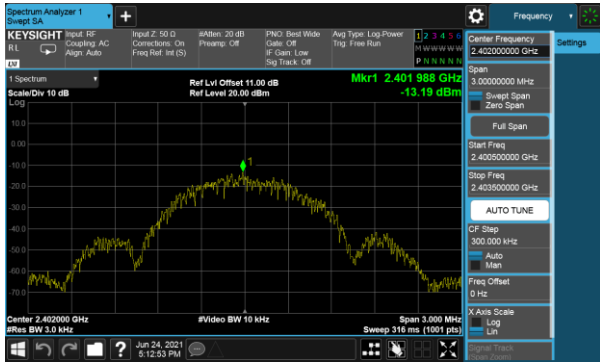 Spectrum Analyzer 1
Swept SA
Frequency
KEYSIGHT
Input: RF
Input Z: 50 Ω
#Atten: 20 dB
PNO: Best Wide
Avg Type: Log-Power
1 2 3 4 5 6
R L
Coupling: AC
Corrections: On
Preamp: Off
Gate: Off
Trig: Free Run
M W W W W W
Align: Auto
Freq Ref: Int (S)
IF Gain: Low
P N N N N N
Sig Track: Off
1 Spectrum
Scale/Div 10 dB
Ref Lvl Offset 11.00 dB
Ref Level 20.00 dBm
Mkr1 2.401 988 GHz
-13.19 dBm
Log
10.0
0.00
-10.0
-20.0
-30.0
-40.0
-50.0
-60.0
-70.0
1
Center 2.402000 GHz
#Video BW 10 kHz
Span 3.000 MHz
#Res BW 3.0 kHz
Sweep 316 ms (1001 pts)
Jun 24, 2021
5:12:53 PM
?
Center Frequency
2.402000000 GHz
Settings
Span
3.00000000 MHz
Swept Span
Zero Span
Full Span
Start Freq
2.400500000 GHz
Stop Freq
2.403500000 GHz
AUTO TUNE
CF Step
300.000 kHz
Auto
Man
Freq Offset
0 Hz
X Axis Scale
Log
Lin
Signal Track
(Span Zoom)